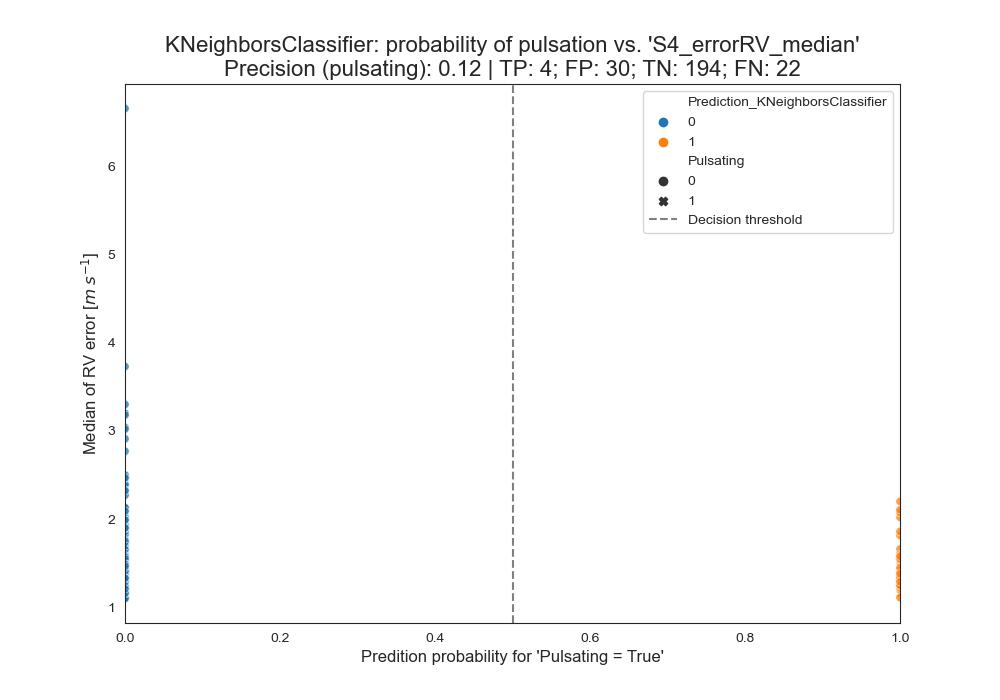 KNeighborsClassifier: probability of pulsation vs. 'S4_errorRV_median'
Precision (pulsating): 0.12 | TP: 4; FP: 30; TN: 194; FN: 22
Prediction_KNeighborsClassifier
0
1
Pulsating
0
1
Decision threshold
Median of RV error [m s⁻¹]
6
5
4
3
2
1
0.0 0.2 0.4 0.6 0.8 1.0
Predition probability for 'Pulsating = True'